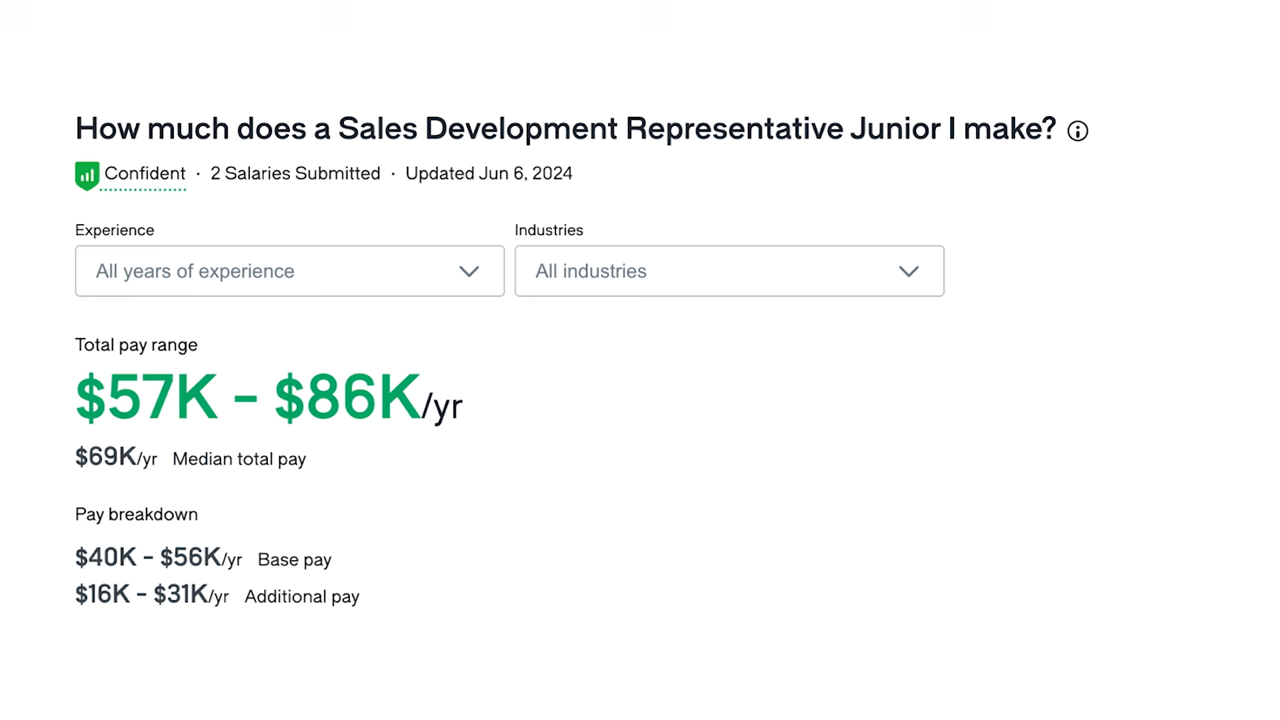 How much does a Sales Development Representative Junior I make?
Confident · 2 Salaries Submitted · Updated Jun 6, 2024
Experience Industries
All years of experience All industries
Total pay range
$57K - $86K/yr
$69K/yr Median total pay
Pay breakdown
$40K - $56K/yr Base pay
$16K - $31K/yr Additional pay